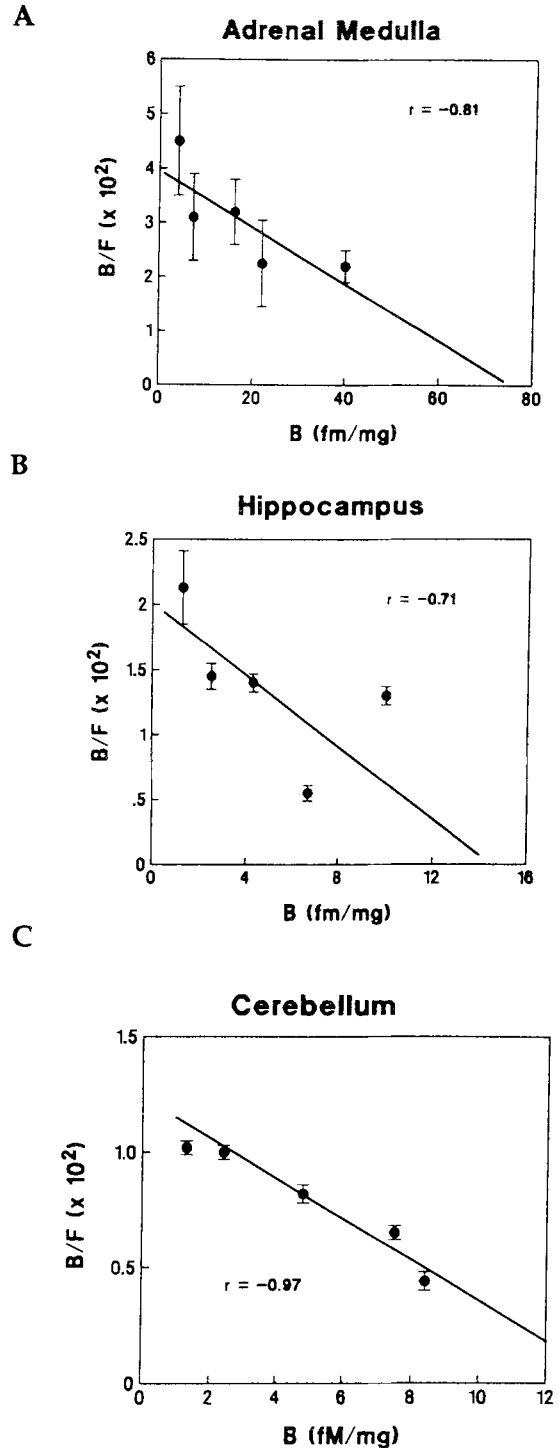 A
Adrenal Medulla
6
5
4
3
2
1
0
r = -0.81
B/F (x 10²)
0 20 40 60 80
B (fm/mg)
B
Hippocampus
2.5
2
1.5
1
.5
0
r = -0.71
B/F (x 10²)
0 4 8 12 16
B (fm/mg)
C
Cerebellum
1.5
1.0
0.5
0
r = -0.97
B/F (x 10²)
0 2 4 6 8 10 12
B (fM/mg)